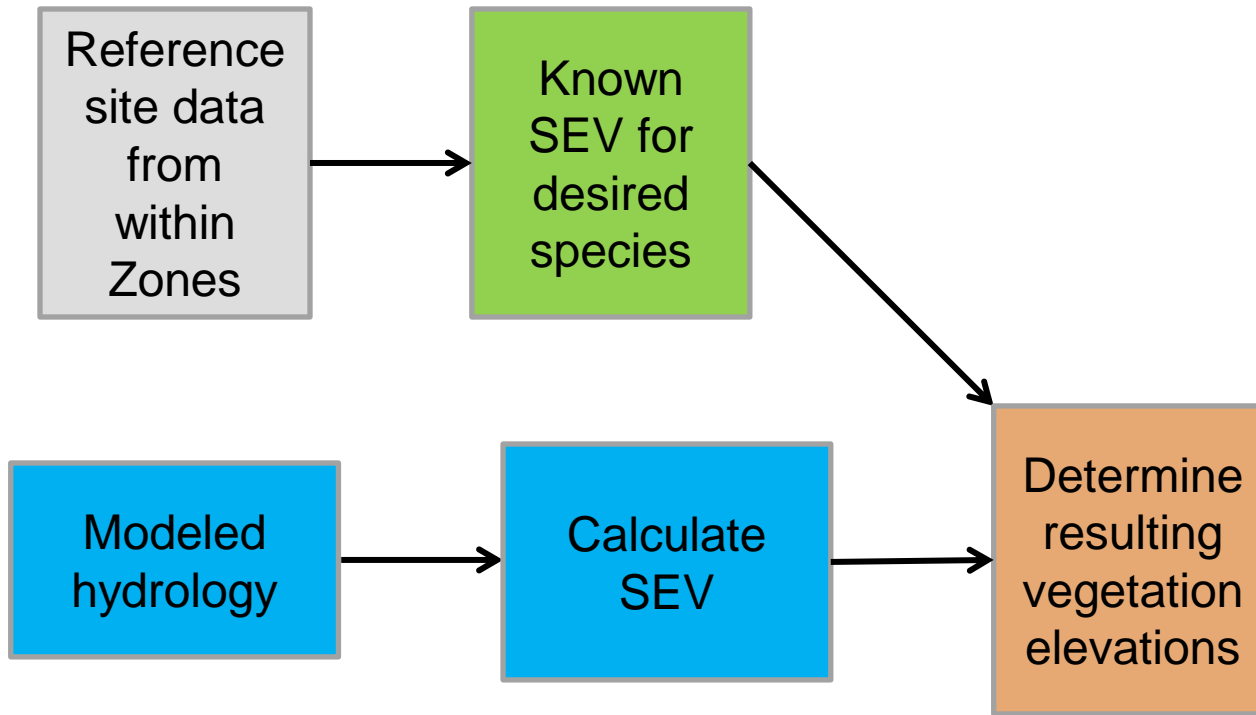 Reference
site data
from
within
Zones
Known
SEV for
desired
species
Modeled
hydrology
Calculate
SEV
Determine
resulting
vegetation
elevations